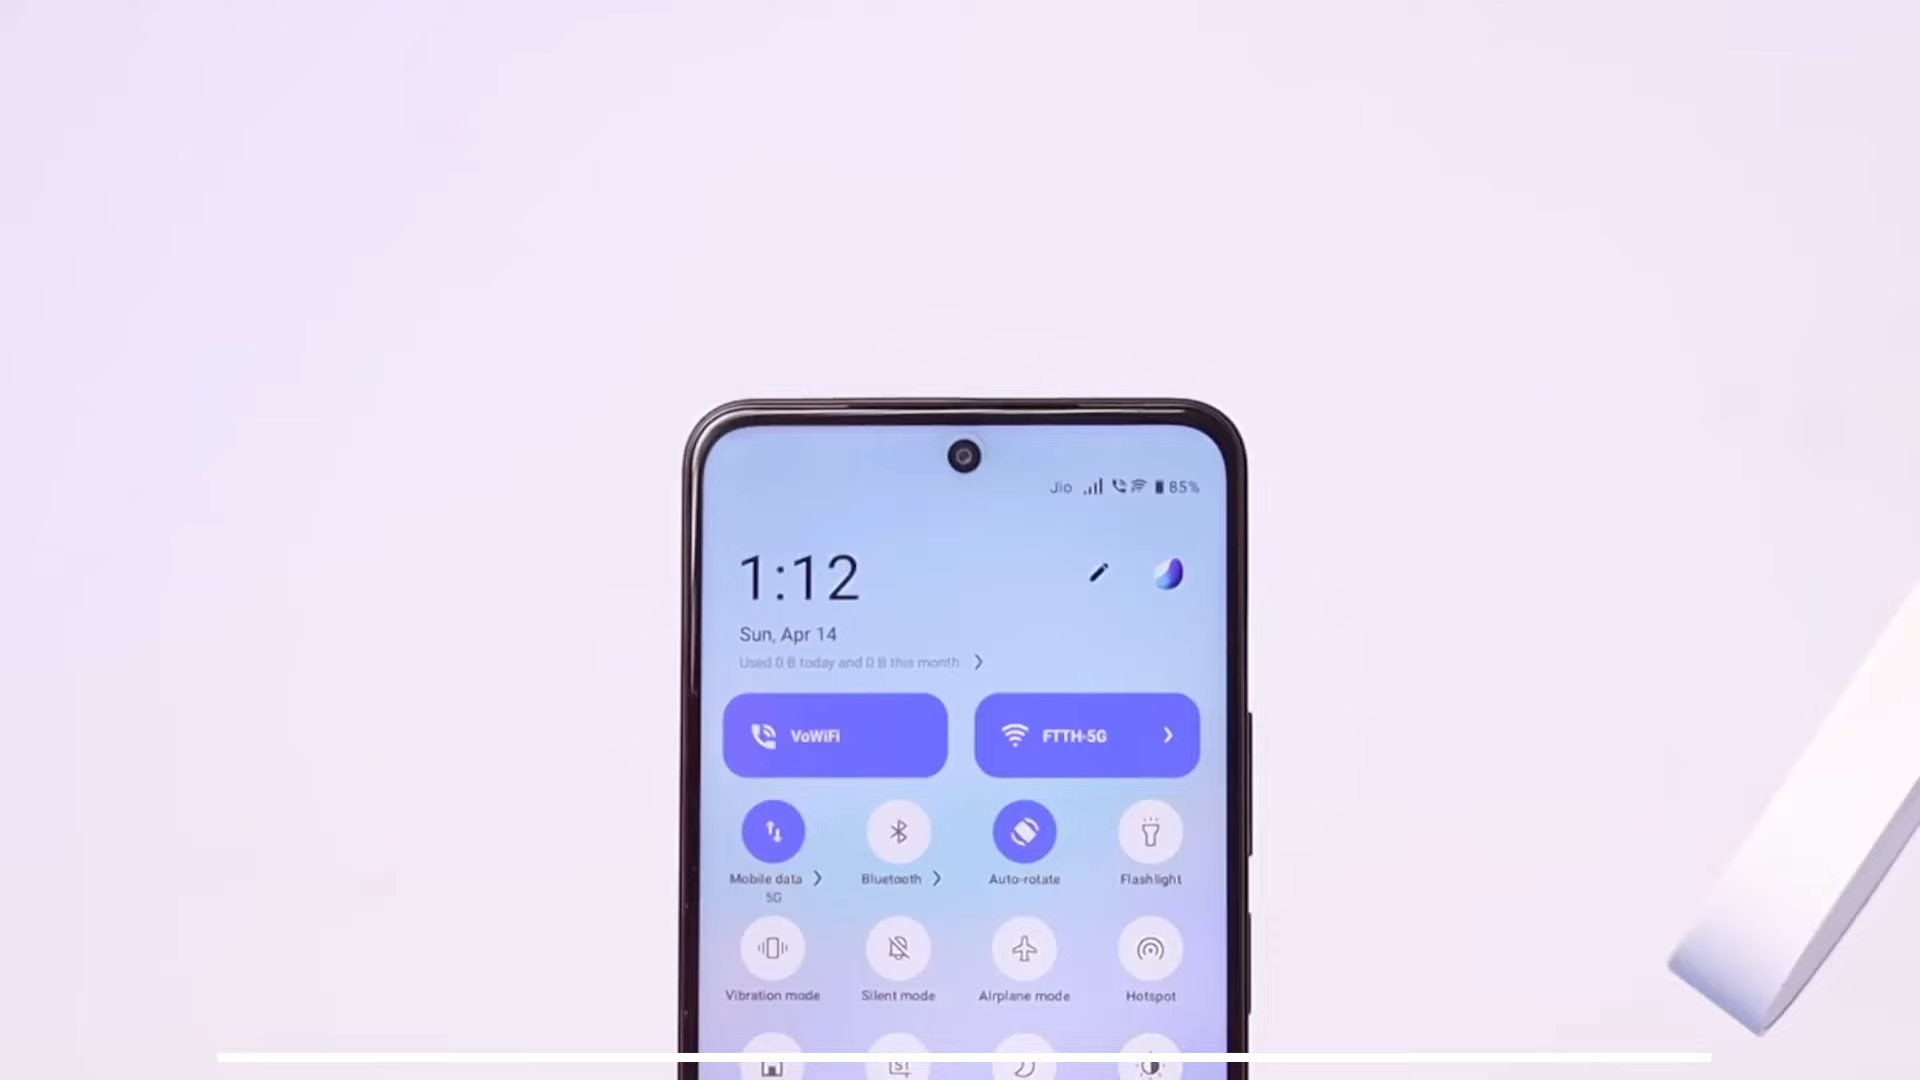 Jio 85%
1:12
Sun, Apr 14
Used 0 B today and 0 B this month
VoWiFi
FTTH-5G
Mobile data Bluetooth Auto-rotate Flashlight
5G
Vibration mode Silent mode Airplane mode Hotspot